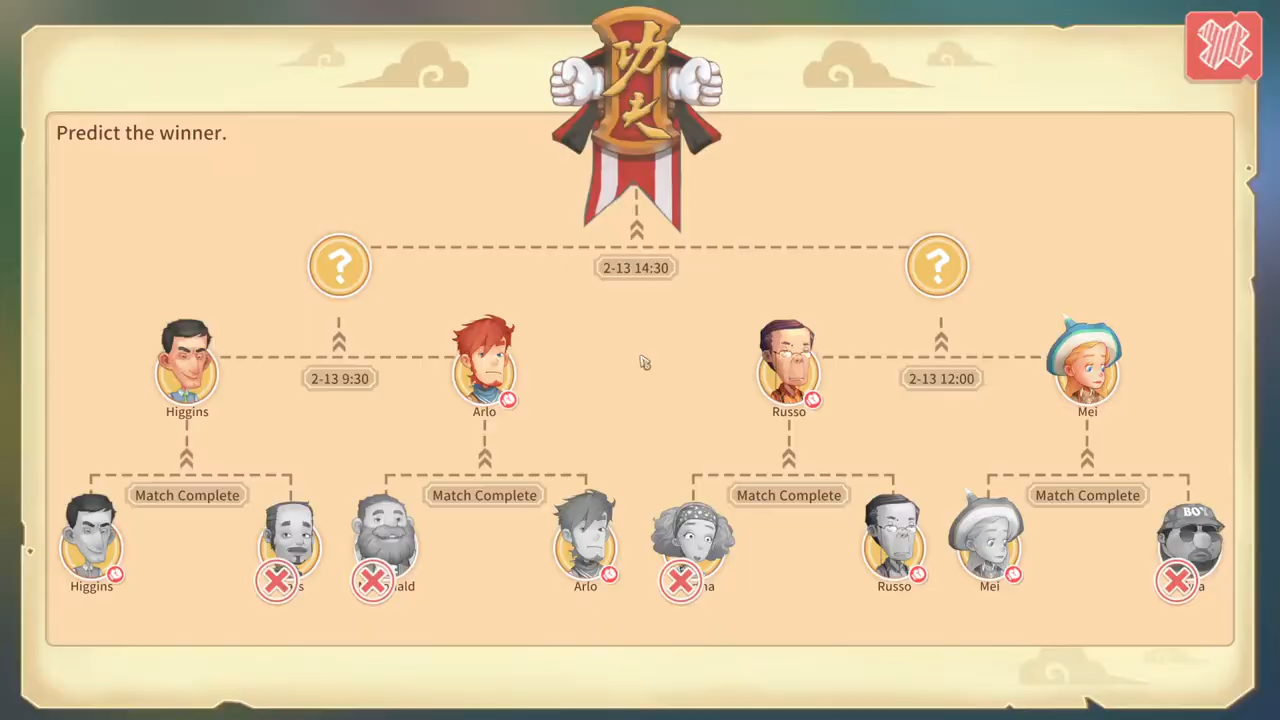 功
夫
Predict the winner.
2-13 14:30
2-13 9:30
2-13 12:00
Higgins
Arlo
Russo
Mei
Match Complete
Match Complete
Match Complete
Match Complete
BOY
Higgins
Arlo
Russo
Mei